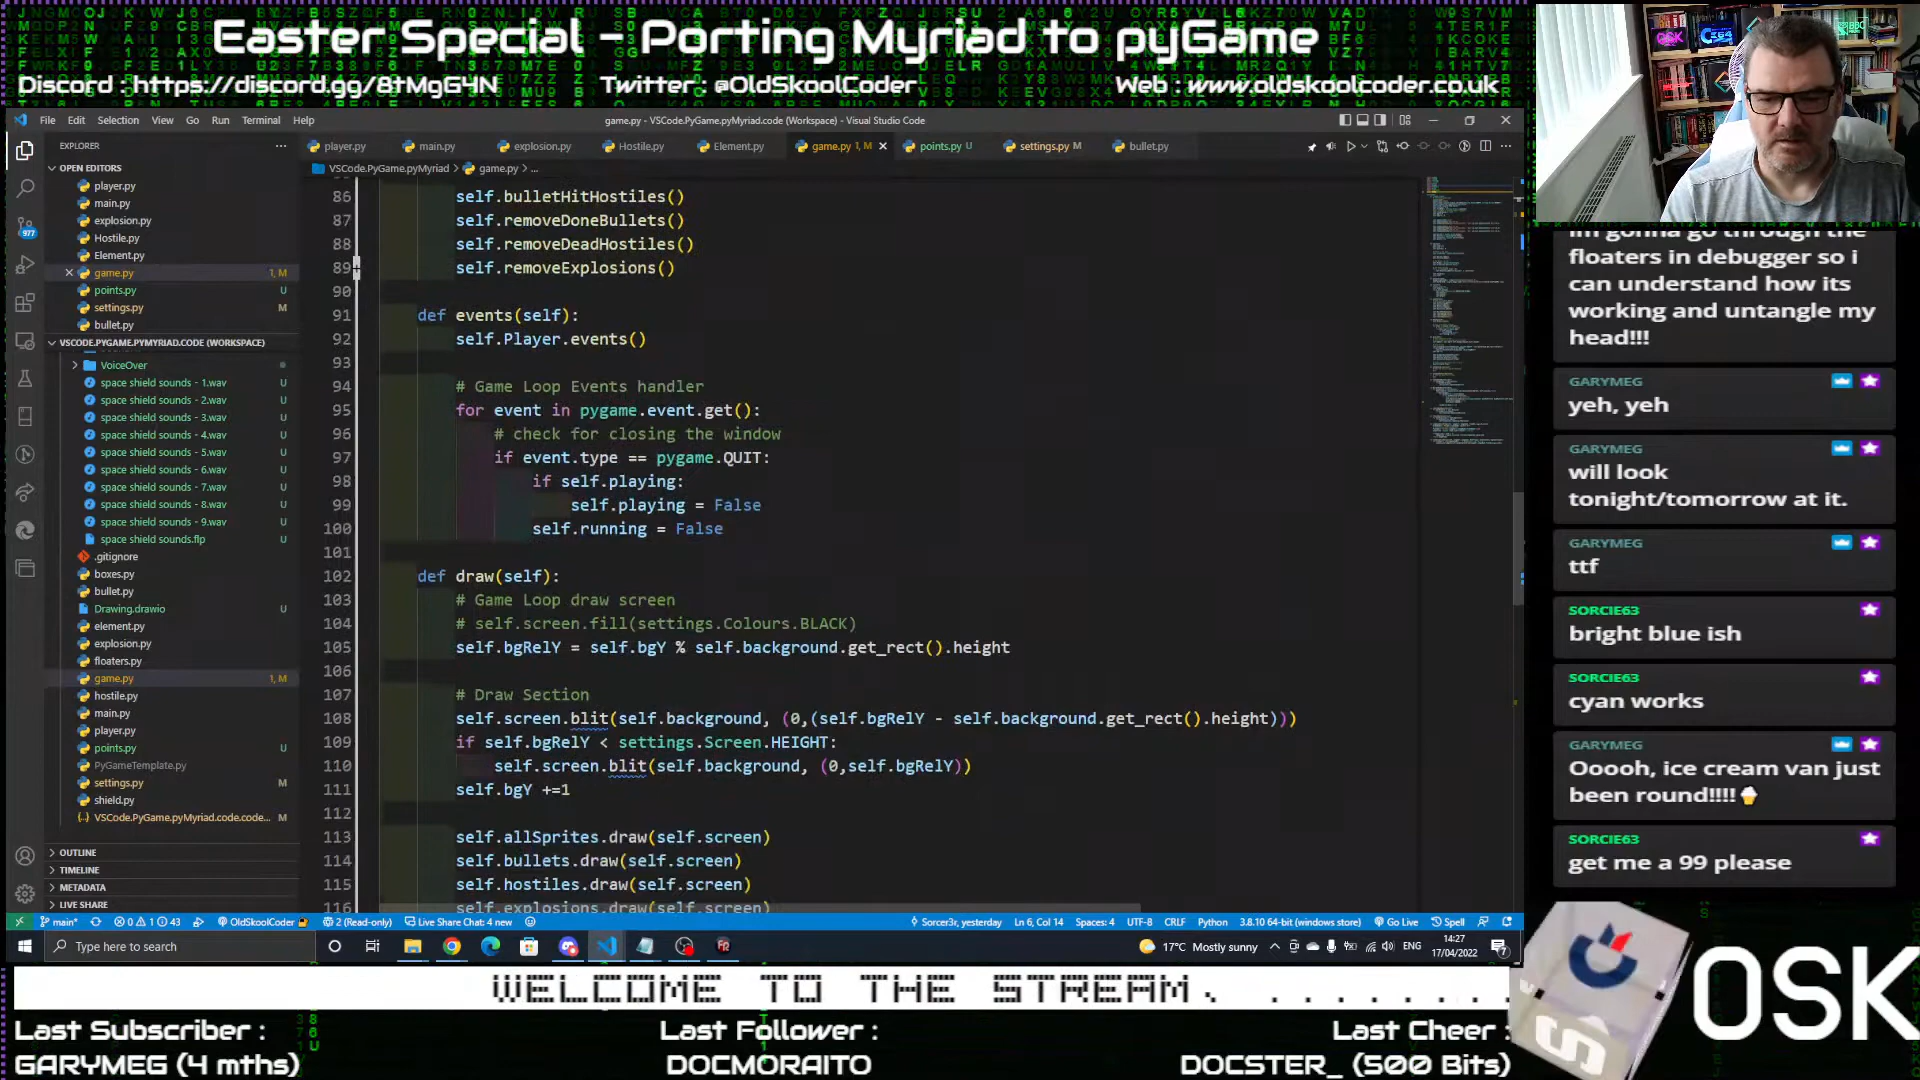 Easter Special - Porting Myriad to pyGame
Discord : https://discord.gg/8tMgG4N
Twitter : @OldSkoolCoder
Web : www.oldskoolcoder.co.uk
File Edit Selection View Go Run Terminal Help
game.py - VSCode.PyGame.pyMyriad.code (Workspace) - Visual Studio Code
EXPLORER
player.py
main.py
explosion.py
Hostile.py
Element.py
game.py 1, M
points.py U
settings.py M
bullet.py
VSCode.PyGame.pyMyriad > game.py > ...
OPEN EDITORS
player.py
main.py
explosion.py
Hostile.py
Element.py
game.py 1, M
points.py U
settings.py M
bullet.py
VSCODE.PYGAME.PYMYRIAD.CODE (WORKSPACE)
VoiceOver
space shield sounds - 1.wav U
space shield sounds - 2.wav U
space shield sounds - 3.wav U
space shield sounds - 4.wav U
space shield sounds - 5.wav U
space shield sounds - 6.wav U
space shield sounds - 7.wav U
space shield sounds - 8.wav U
space shield sounds - 9.wav U
space shield sounds.flp U
.gitignore
boxes.py
bullet.py
Drawing.drawio U
element.py
explosion.py
floaters.py
game.py 1, M
hostile.py
main.py
player.py
points.py U
PyGameTemplate.py
settings.py M
shield.py
{} VSCode.PyGame.pyMyriad.code.code... M
OUTLINE
TIMELINE
METADATA
LIVE SHARE
977
86 self.bulletHitHostiles()
87 self.removeDoneBullets()
88 self.removeDeadHostiles()
89 self.removeExplosions()
90
91 def events(self):
92 self.Player.events()
93
94 # Game Loop Events handler
95 for event in pygame.event.get():
96 # check for closing the window
97 if event.type == pygame.QUIT:
98 if self.playing:
99 self.playing = False
100 self.running = False
101
102 def draw(self):
103 # Game Loop draw screen
104 # self.screen.fill(settings.Colours.BLACK)
105 self.bgRelY = self.bgY % self.background.get_rect().height
106
107 # Draw Section
108 self.screen.blit(self.background, (0,(self.bgRelY - self.background.get_rect().height)))
109 if self.bgRelY < settings.Screen.HEIGHT:
110 self.screen.blit(self.background, (0,self.bgRelY))
111 self.bgY +=1
112
113 self.allSprites.draw(self.screen)
114 self.bullets.draw(self.screen)
115 self.hostiles.draw(self.screen)
116 self.explosions.draw(self.screen)
main* 0 1 43 OldSkoolCoder 2 (Read-only) Live Share Chat: 4 new
Sorcer3r, yesterday Ln 6, Col 14 Spaces: 4 UTF-8 CRLF Python 3.8.10 64-bit (windows store) Go Live Spell
Type here to search
17°C Mostly sunny ENG
14:27
17/04/2022
7
Im gonna go through the
floaters in debugger so i
can understand how its
working and untangle my
head!!!
GARYMEG
yeh, yeh
GARYMEG
will look
tonight/tomorrow at it.
GARYMEG
ttf
SORCIE63
bright blue ish
SORCIE63
cyan works
GARYMEG
Ooooh, ice cream van just
been round!!!!
SORCIE63
get me a 99 please
WELCOME TO THE STREAM. ........
Last Subscriber :
GARYMEG (4 mths)
Last Follower :
DOCMORAITO
Last Cheer :
DOCSTER_ (500 Bits)
OSK